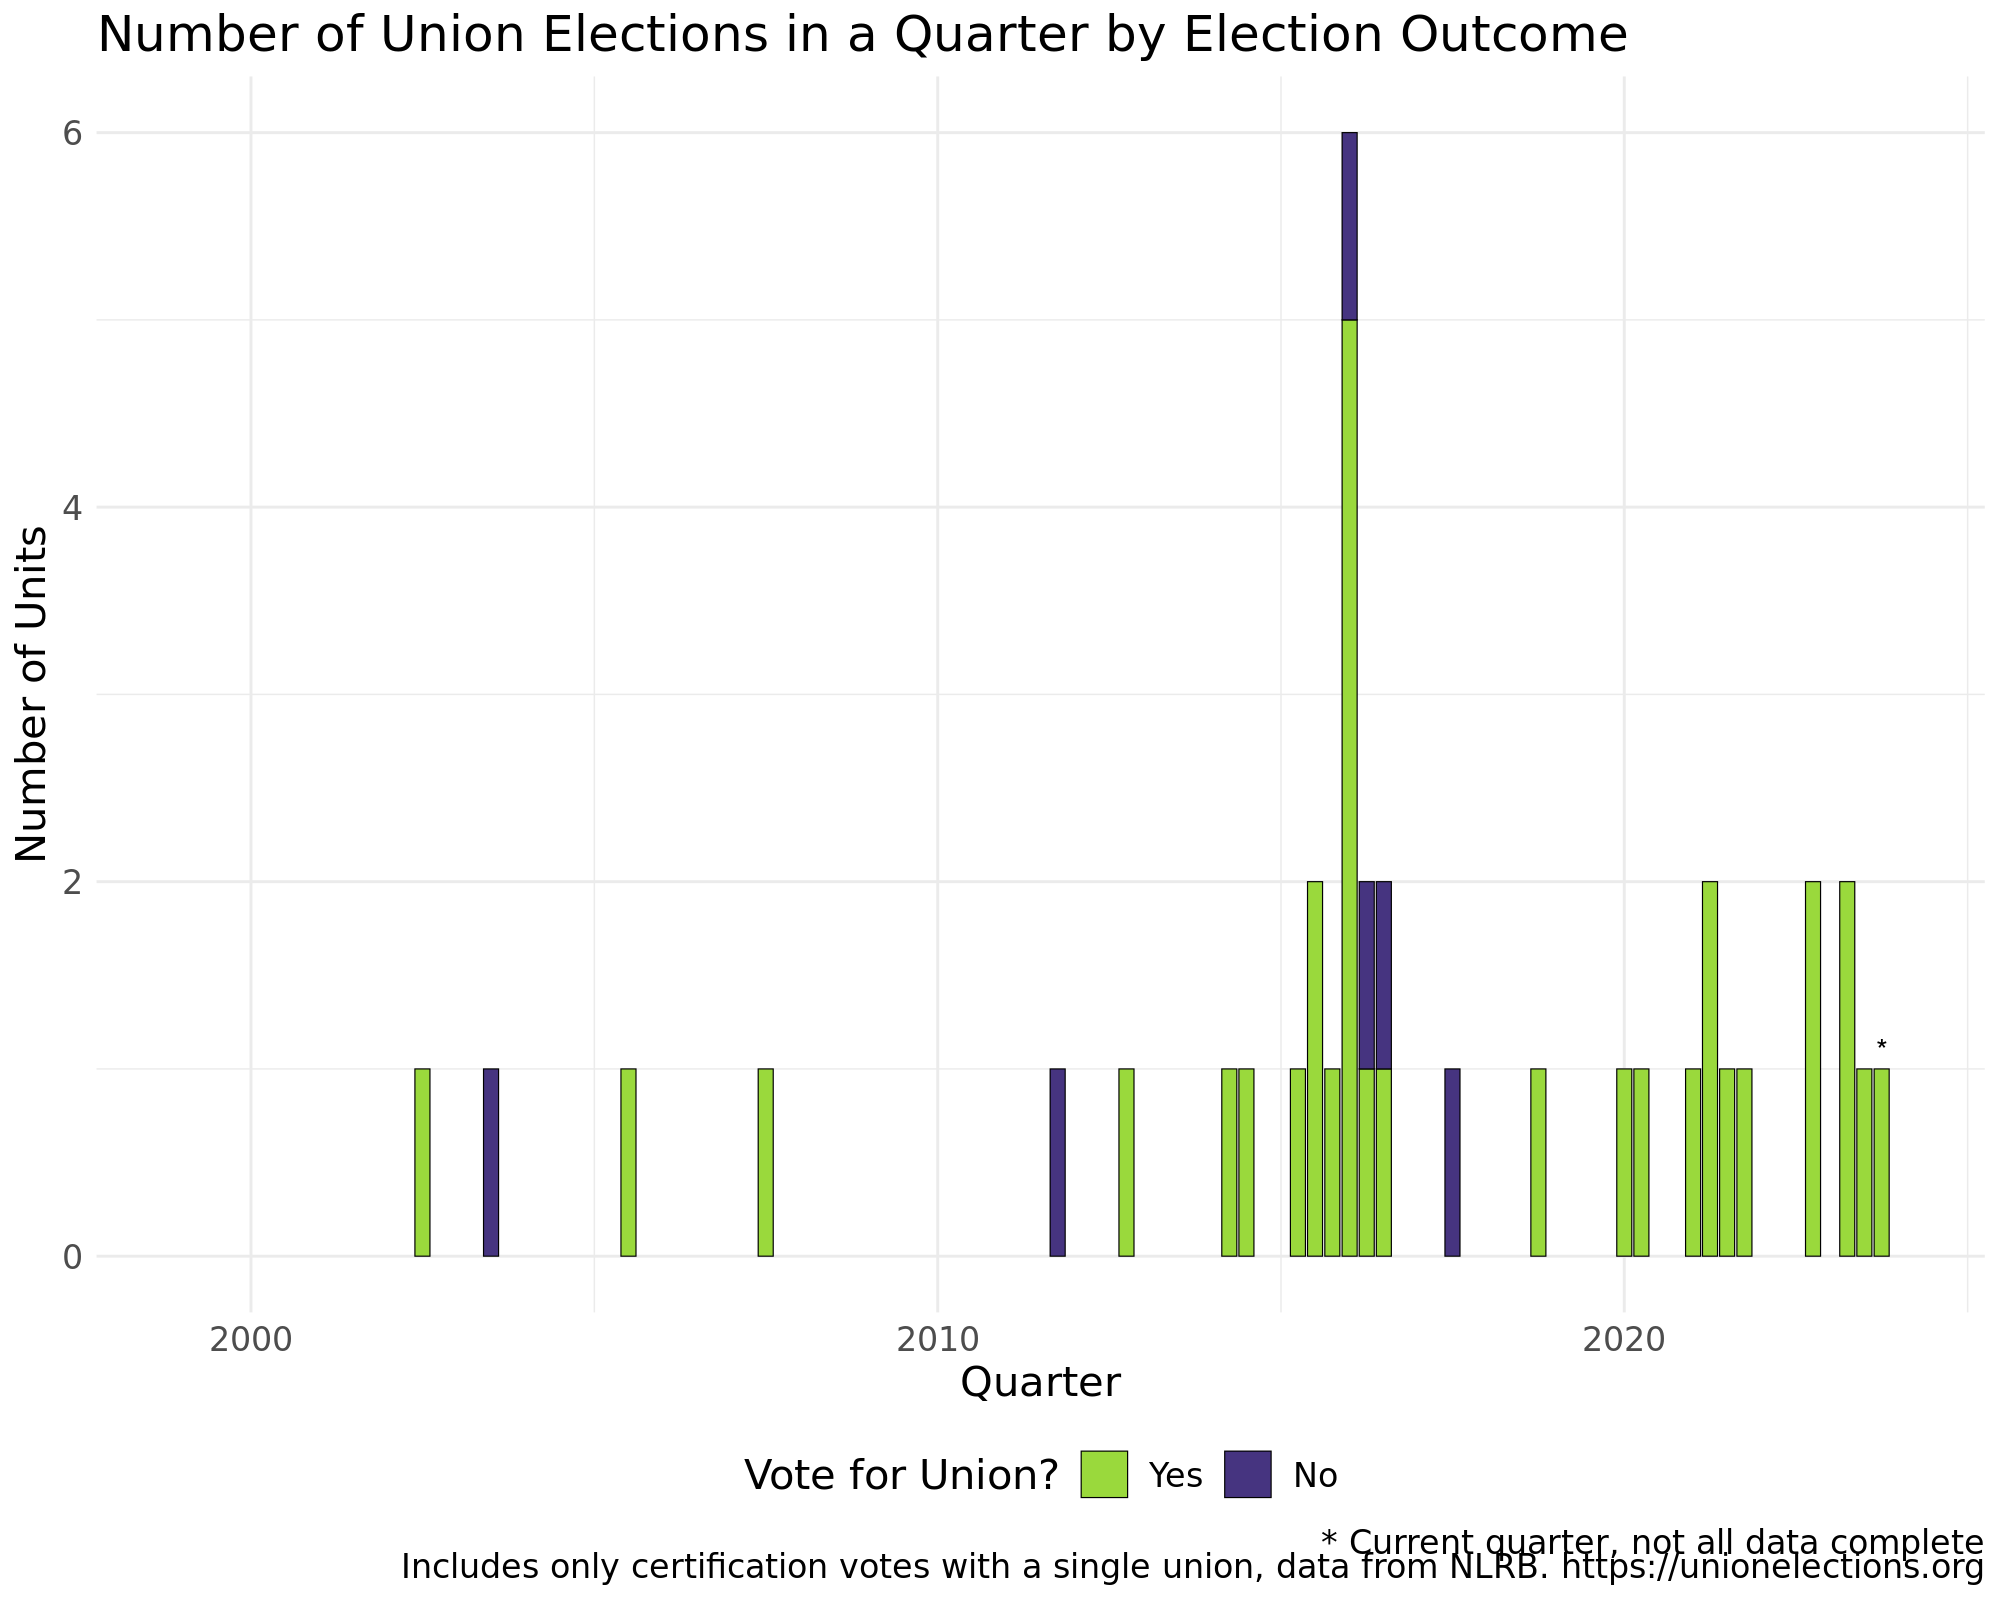 Number of Union Elections in a Quarter by Election Outcome
6
4
2
0
Number of Units
*
2000
2010
2020
Quarter
Vote for Union?
Yes
No
* Current quarter, not all data complete
Includes only certification votes with a single union, data from NLRB. https://unionelections.org